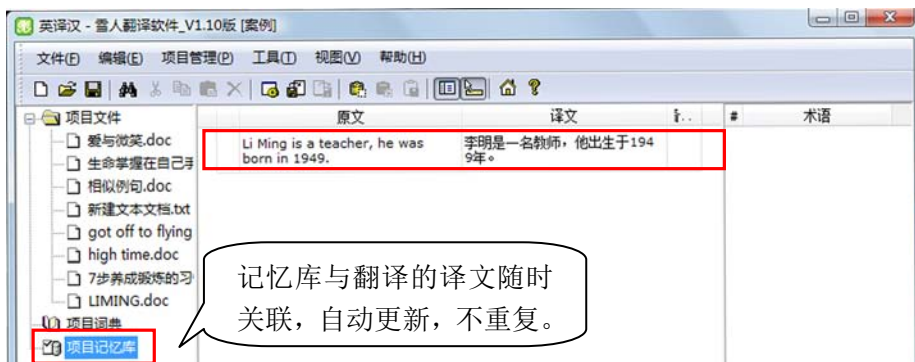 英译汉 - 雪人翻译软件_V1.10版 [案例]
文件(F) 编辑(E) 项目管理(P) 工具(T) 视图(V) 帮助(H)
项目文件
原文 译文 # 术语
爱与微笑.doc
Li Ming is a teacher, he was
born in 1949.
李明是一名教师，他出生于194
9年。
生命掌握在自己手
相似例句.doc
新建文本文档.txt
got off to flying
high time.doc
7步养成锻炼的习
LIMING.doc
项目词典
项目记忆库
记忆库与翻译的译文随时
关联，自动更新，不重复。